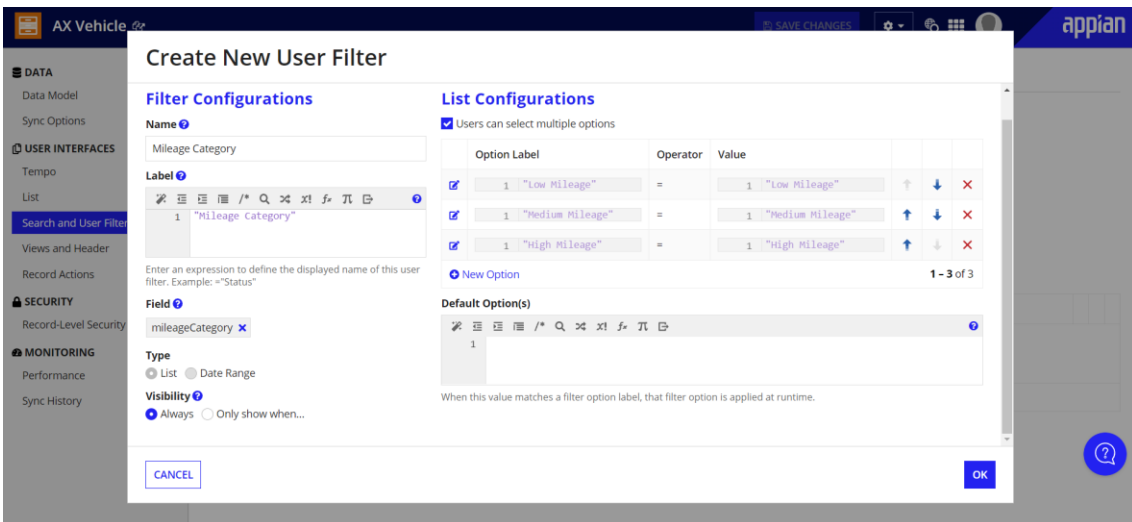 AX Vehicle
SAVE CHANGES
appian
Create New User Filter
DATA
Data Model
Sync Options
USER INTERFACES
Tempo
List
Search and User Filter
Views and Header
Record Actions
SECURITY
Record-Level Security
MONITORING
Performance
Sync History
Filter Configurations
Name
Mileage Category
Label
1 "Mileage Category"
Enter an expression to define the displayed name of this user
filter. Example: ="Status"
Field
mileageCategory
Type
List Date Range
Visibility
Always Only show when...
List Configurations
Users can select multiple options
Option Label Operator Value
1 "Low Mileage" = 1 "Low Mileage"
1 "Medium Mileage" = 1 "Medium Mileage"
1 "High Mileage" = 1 "High Mileage"
New Option 1 – 3 of 3
Default Option(s)
1
When this value matches a filter option label, that filter option is applied at runtime.
CANCEL
OK